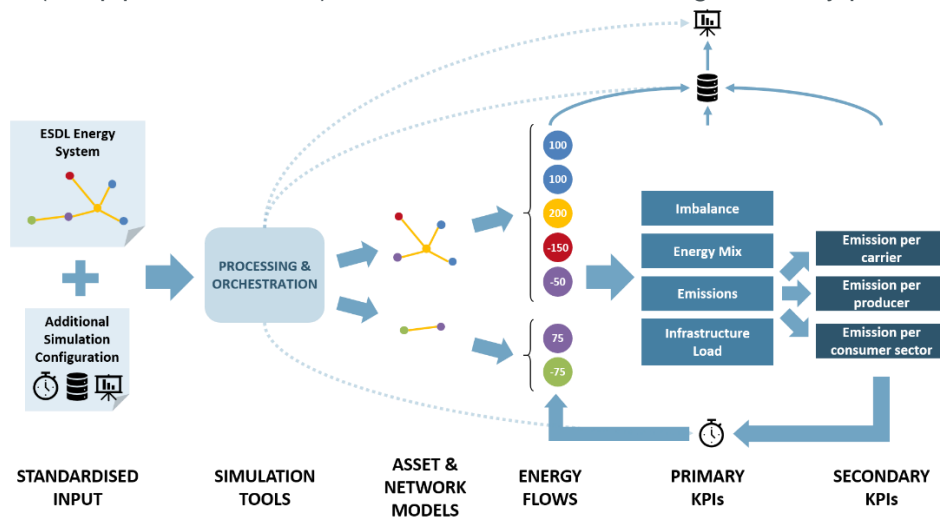 ESDL Energy
System
Additional
Simulation
Configuration
PROCESSING &
ORCHESTRATION
100
100
200
-150
-50
75
-75
Imbalance
Energy Mix
Emissions
Infrastructure
Load
Emission per
carrier
Emission per
producer
Emission per
consumer sector
STANDARDISED
INPUT
SIMULATION
TOOLS
ASSET &
NETWORK
MODELS
ENERGY
FLOWS
PRIMARY
KPIs
SECONDARY
KPIs